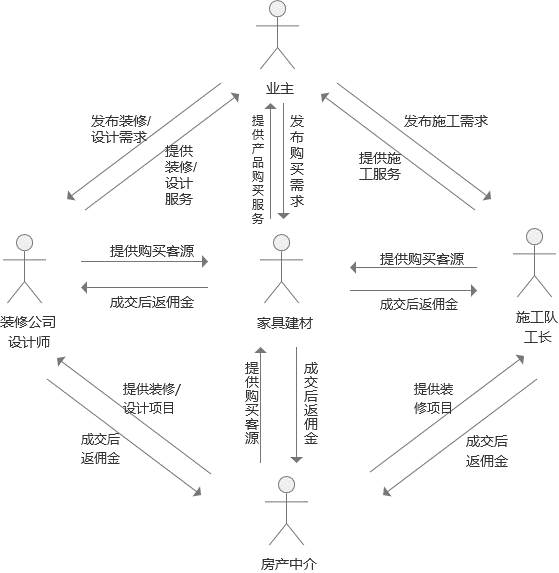 业主
发布装修/
设计需求
提供
装修/
设计
服务
提供产品购买服务
发布购买需求
提供施
工服务
发布施工需求
装修公司
设计师
提供购买客源
成交后返佣金
家具建材
提供购买客源
成交后返佣金
施工队
工长
提供装修/
设计项目
成交后
返佣金
提供购买客源
成交后返佣金
提供装
修项目
成交后
返佣金
房产中介